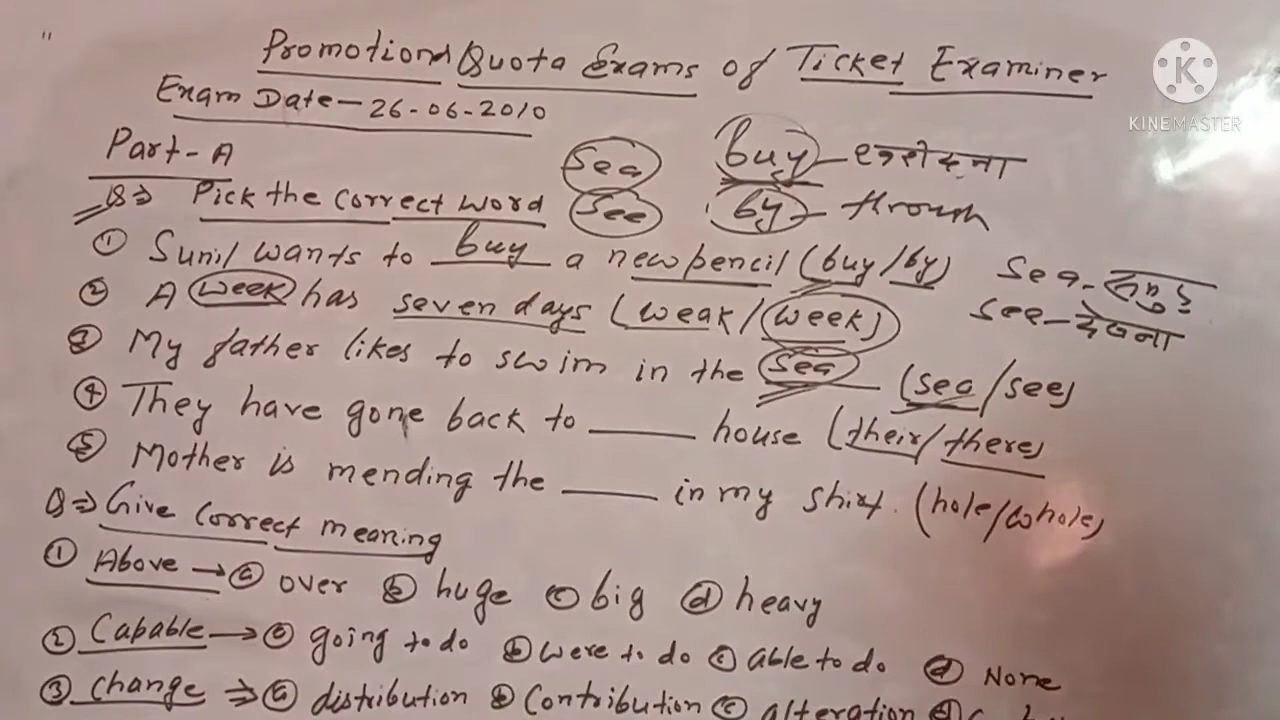 Promotional Quota Exams of Ticket Examiner
K
KINEMASTER
Exam Date - 26-06-2010
Part-A
sea buy - खरीदना
Q⇒ Pick the correct word see by - through
① Sunil wants to buy a new pencil (buy/by) Sea - समुद्र
② A week has seven days (weak/week) see - देखना
③ My father likes to swim in the sea (sea/see)
④ They have gone back to ______ house (their/there)
⑤ Mother is mending the ______ in my shirt. (hole/whole)
Q⇒ Give correct meaning
① Above → ⓐ over ⓑ huge ⓒ big ⓓ heavy
② Capable → ⓐ going to do ⓑ were to do ⓒ able to do ⓓ None
③ change ⇒ ⓐ distribution ⓑ contribution ⓒ alteration ⓓ